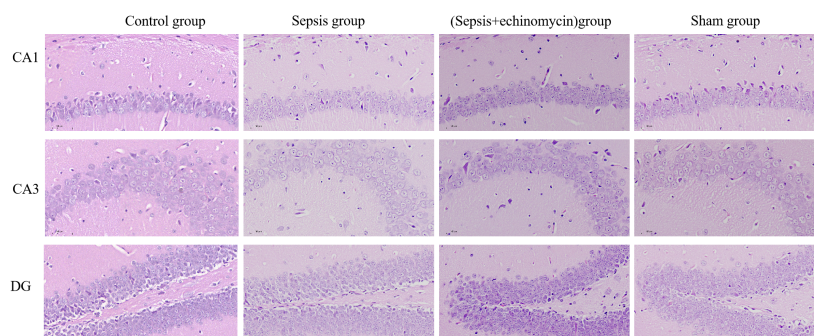 Control group
Sepsis group
(Sepsis+echinomycin)group
Sham group
CA1
CA3
DG